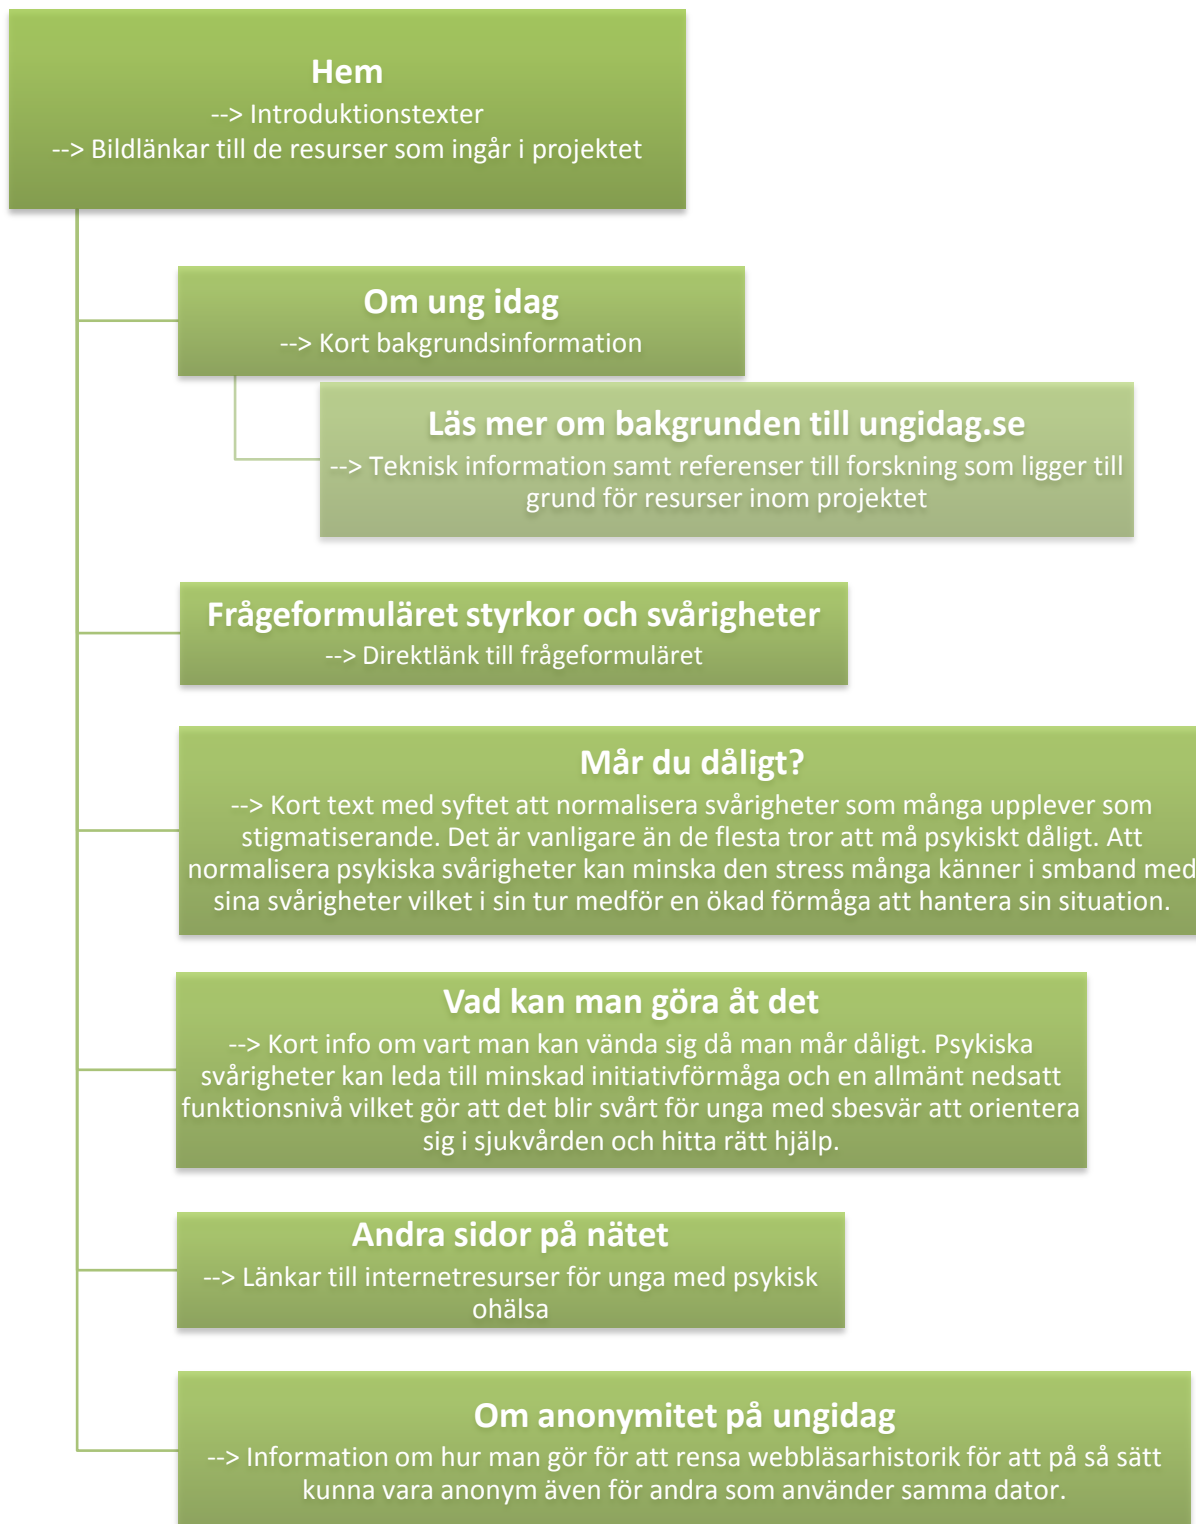 Hem
--> Introduktionstexter
--> Bildlänkar till de resurser som ingår i projektet
Om ung idag
--> Kort bakgrundsinformation
Läs mer om bakgrunden till ungidag.se
--> Teknisk information samt referenser till forskning som ligger till
grund för resurser inom projektet
Frågeformuläret styrkor och svårigheter
--> Direktlänk till frågeformuläret
Mår du dåligt?
--> Kort text med syftet att normalisera svårigheter som många upplever som
stigmatiserande. Det är vanligare än de flesta tror att må psykiskt dåligt. Att
normalisera psykiska svårigheter kan minska den stress många känner i smband med
sina svårigheter vilket i sin tur medför en ökad förmåga att hantera sin situation.
Vad kan man göra åt det
--> Kort info om vart man kan vända sig då man mår dåligt. Psykiska
svårigheter kan leda till minskad initiativförmåga och en allmänt nedsatt
funktionsnivå vilket gör att det blir svårt för unga med sbesvär att orientera
sig i sjukvården och hitta rätt hjälp.
Andra sidor på nätet
--> Länkar till internetresurser för unga med psykisk
ohälsa
Om anonymitet på ungidag
--> Information om hur man gör för att rensa webbläsarhistorik för att på så sätt
kunna vara anonym även för andra som använder samma dator.